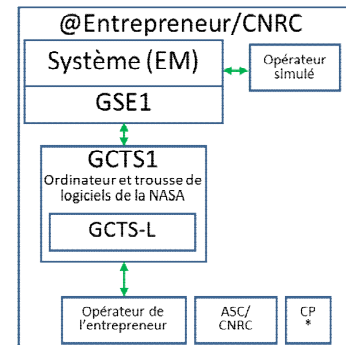 @Entrepreneur/CNRC
Système (EM)
Opérateur
simulé
GSE1
GCTS1
Ordinateur et trousse de
logiciels de la NASA
GCTS-L
Opérateur de
l'entrepreneur
ASC/
CNRC
CP
*